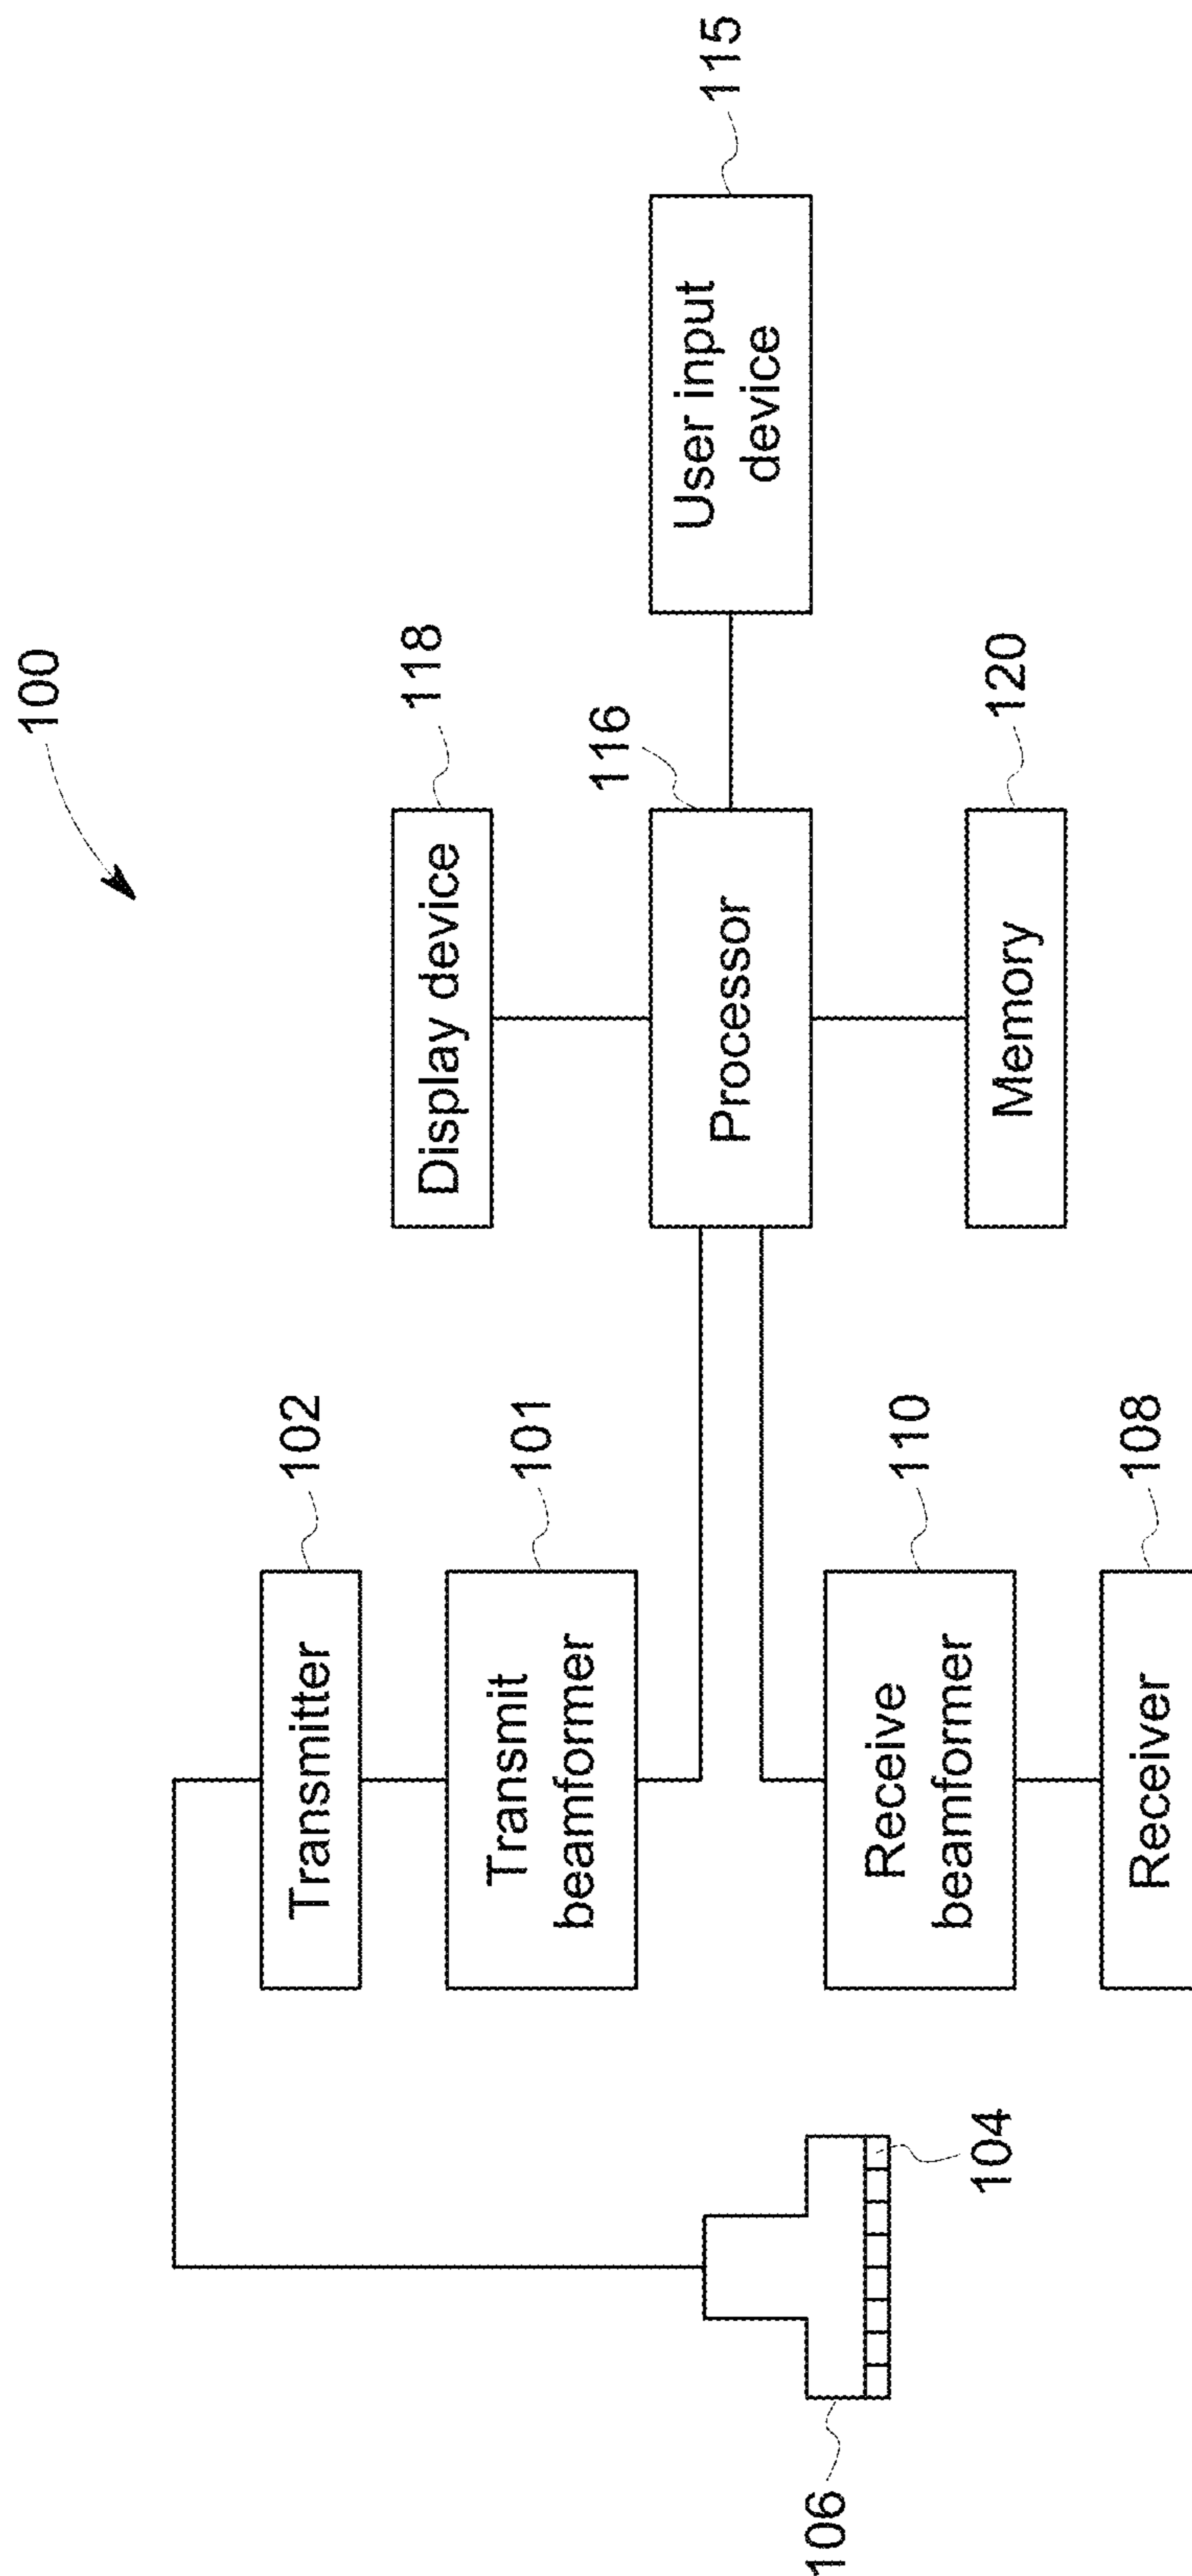 100
102
Transmitter
101
Transmit
beamformer
118
Display device
116
Processor
115
User input
device
120
Memory
110
Receive
beamformer
108
Receiver
104
106